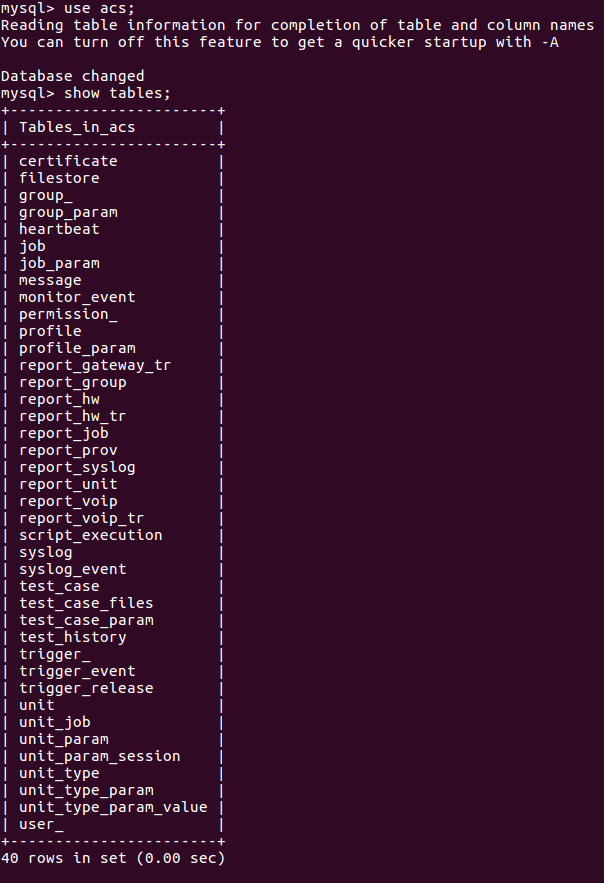 mysql> use acs;
Reading table information for completion of table and column names
You can turn off this feature to get a quicker startup with -A

Database changed
mysql> show tables;
+-----------------------+
| Tables_in_acs         |
+-----------------------+
| certificate           |
| filestore             |
| group_                |
| group_param           |
| heartbeat             |
| job                   |
| job_param             |
| message               |
| monitor_event         |
| permission_           |
| profile               |
| profile_param         |
| report_gateway_tr     |
| report_group          |
| report_hw             |
| report_hw_tr          |
| report_job            |
| report_prov           |
| report_syslog         |
| report_unit           |
| report_voip           |
| report_voip_tr        |
| script_execution      |
| syslog                |
| syslog_event          |
| test_case             |
| test_case_files       |
| test_case_param       |
| test_history          |
| trigger_              |
| trigger_event         |
| trigger_release       |
| unit                  |
| unit_job              |
| unit_param            |
| unit_param_session    |
| unit_type             |
| unit_type_param       |
| unit_type_param_value |
| user_                 |
+-----------------------+
40 rows in set (0.00 sec)